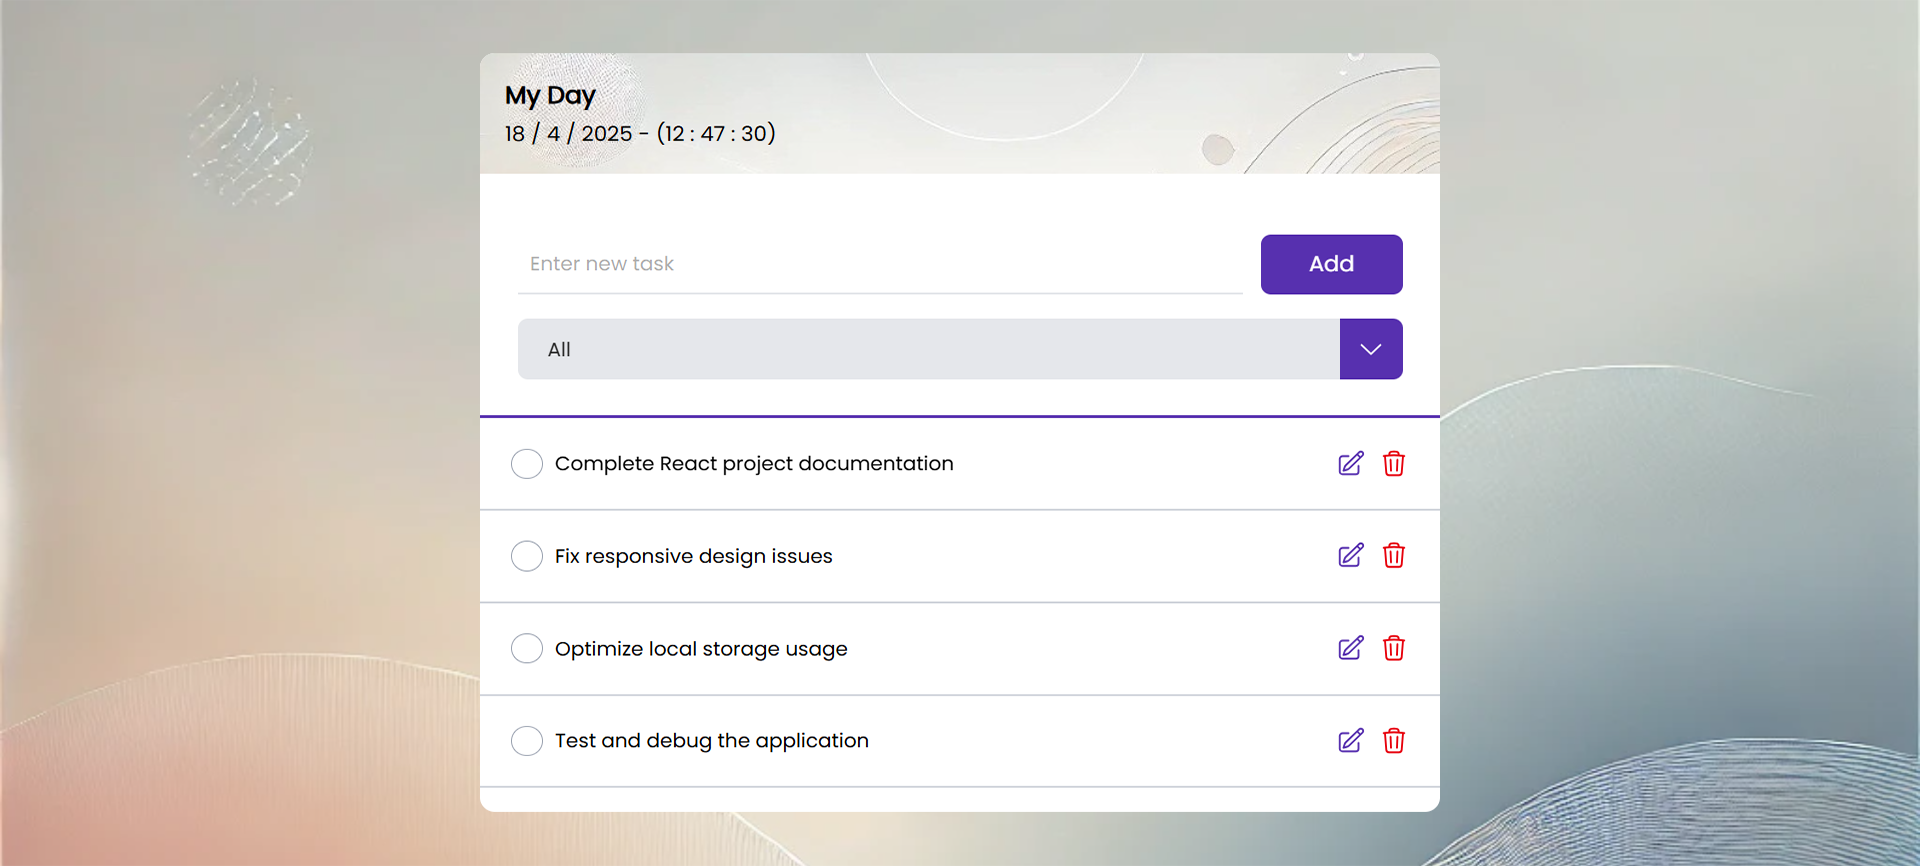 My Day
18 / 4 / 2025 - (12 : 47 : 30)
Enter new task
Add
All
Complete React project documentation
Fix responsive design issues
Optimize local storage usage
Test and debug the application